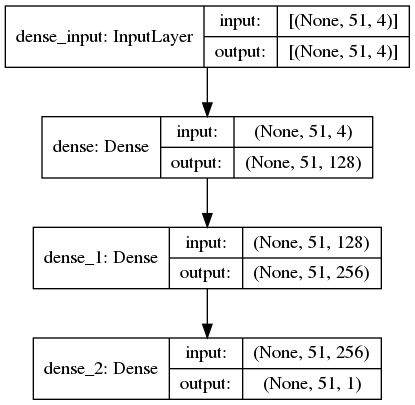 dense_input: InputLayer
input:
[(None, 51, 4)]
output:
[(None, 51, 4)]
dense: Dense
input:
(None, 51, 4)
output:
(None, 51, 128)
dense_1: Dense
input:
(None, 51, 128)
output:
(None, 51, 256)
dense_2: Dense
input:
(None, 51, 256)
output:
(None, 51, 1)